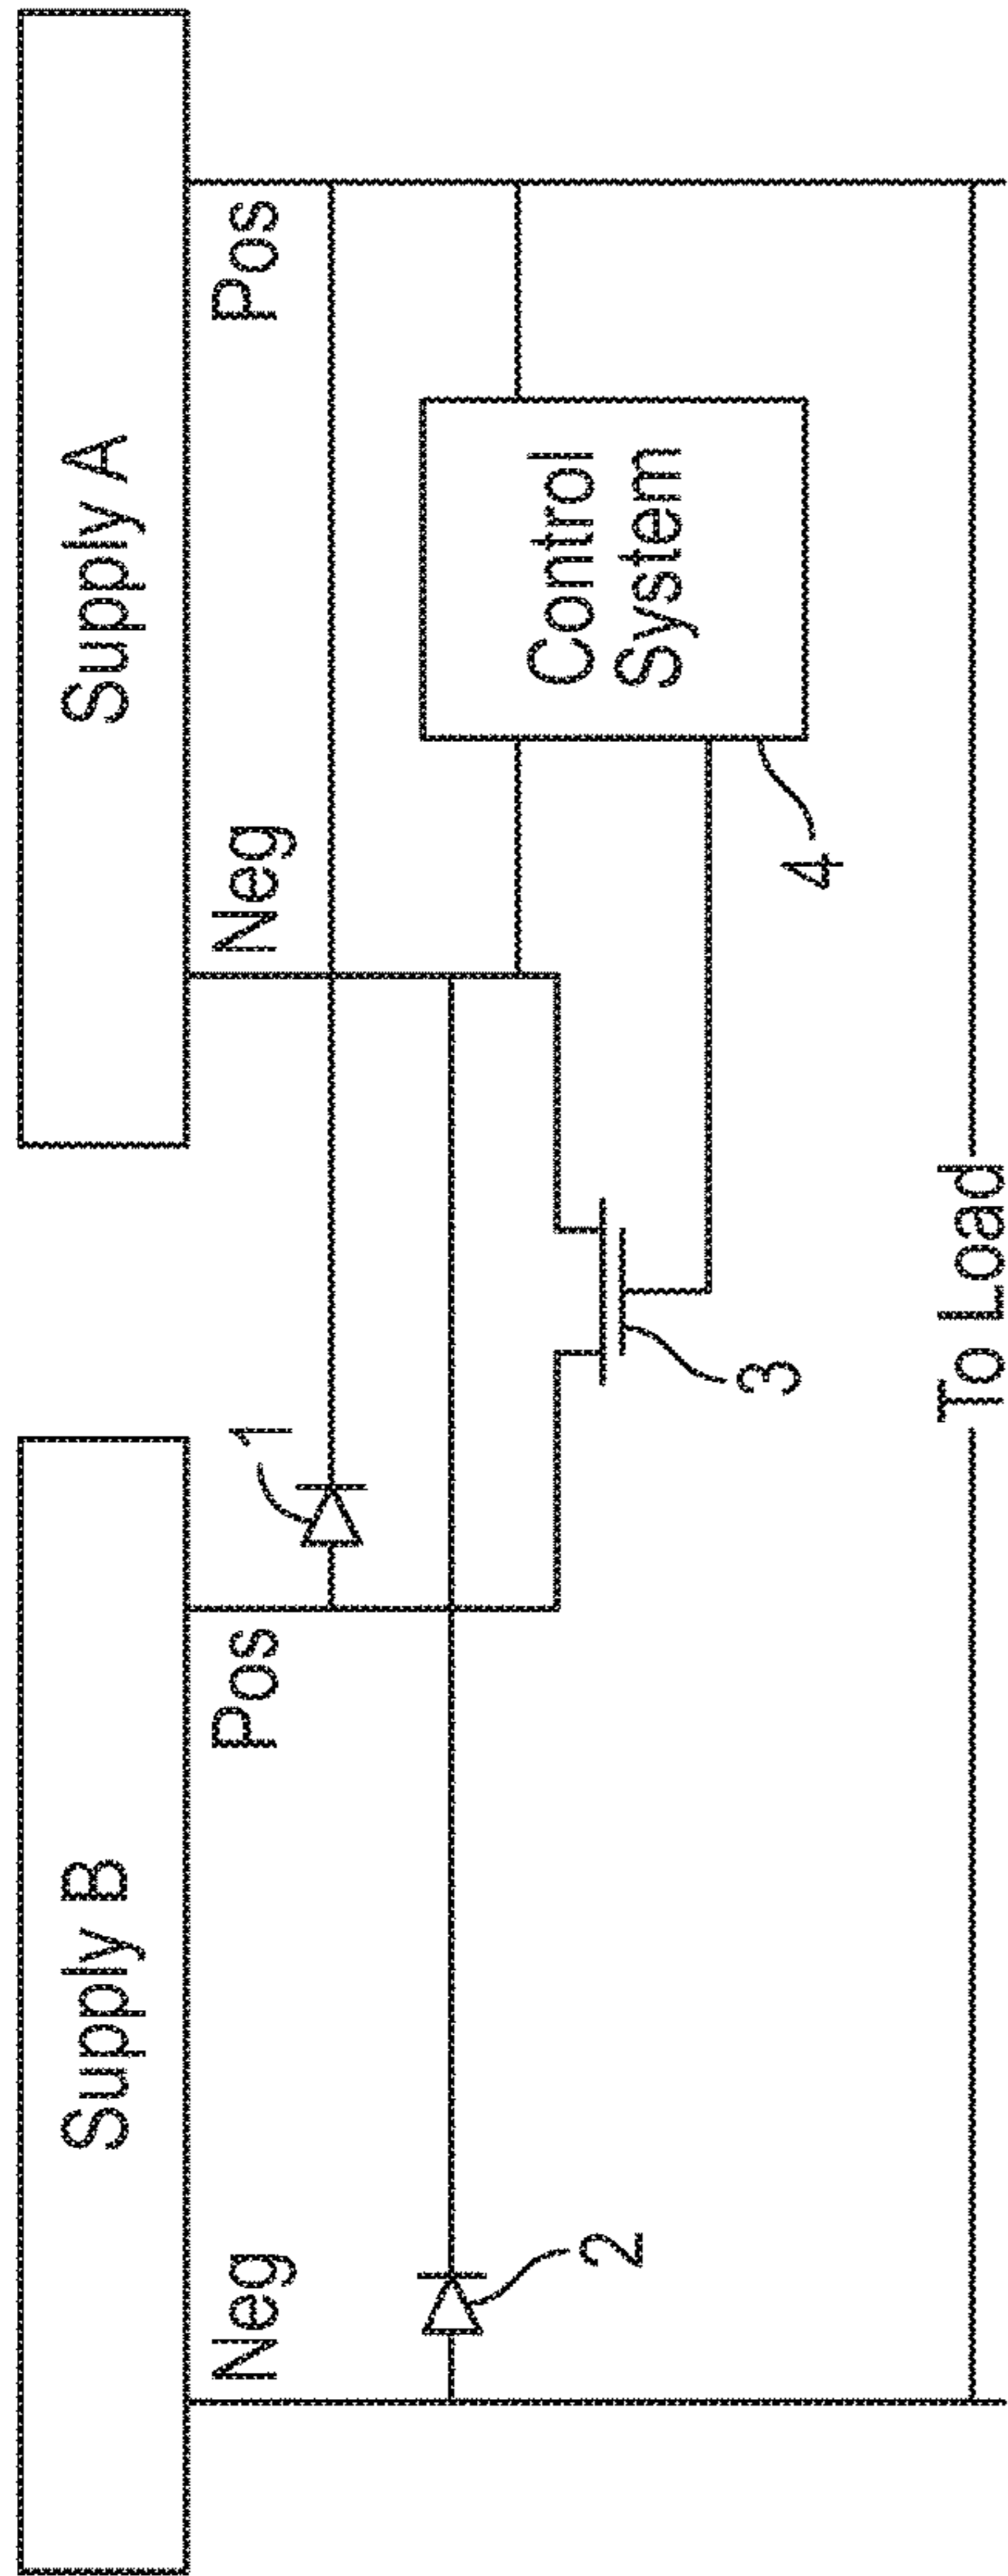 Supply B
Supply A
Neg
Pos
Neg
Pos
1
2
3
4
Control
System
To Load